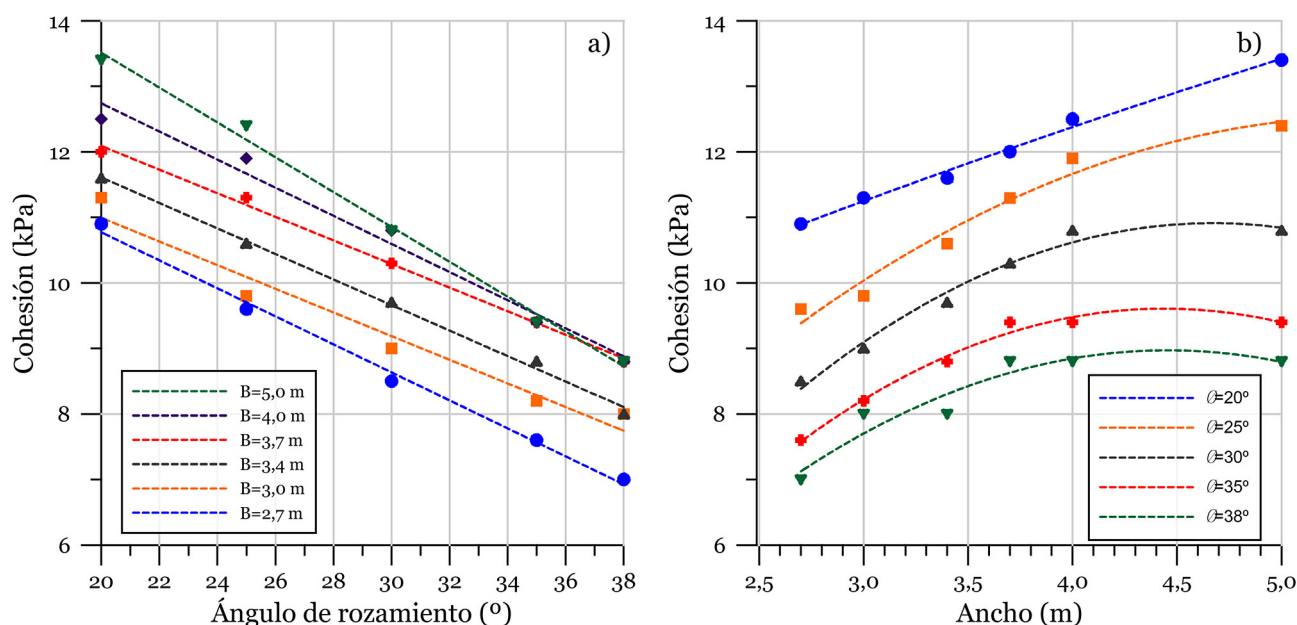 a)
Cohesión (kPa)
14
12
10
8
6
B=5,0 m
B=4,0 m
B=3,7 m
B=3,4 m
B=3,0 m
B=2,7 m
20 22 24 26 28 30 32 34 36 38
Ángulo de rozamiento (º)
b)
Cohesión (kPa)
14
12
10
8
6
∅=20º
∅=25º
∅=30º
∅=35º
∅=38º
2,5 3,0 3,5 4,0 4,5 5,0
Ancho (m)